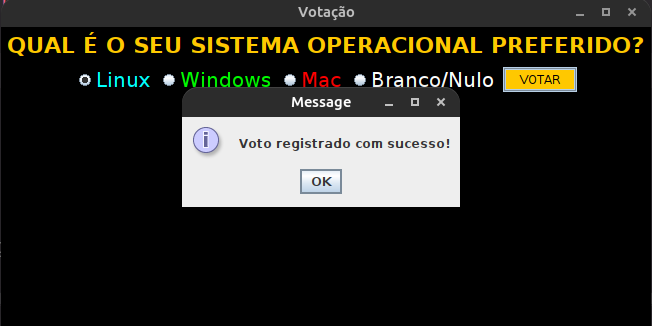 Votação
QUAL É O SEU SISTEMA OPERACIONAL PREFERIDO?
Linux Windows Mac Branco/Nulo VOTAR
Message
Voto registrado com sucesso!
OK